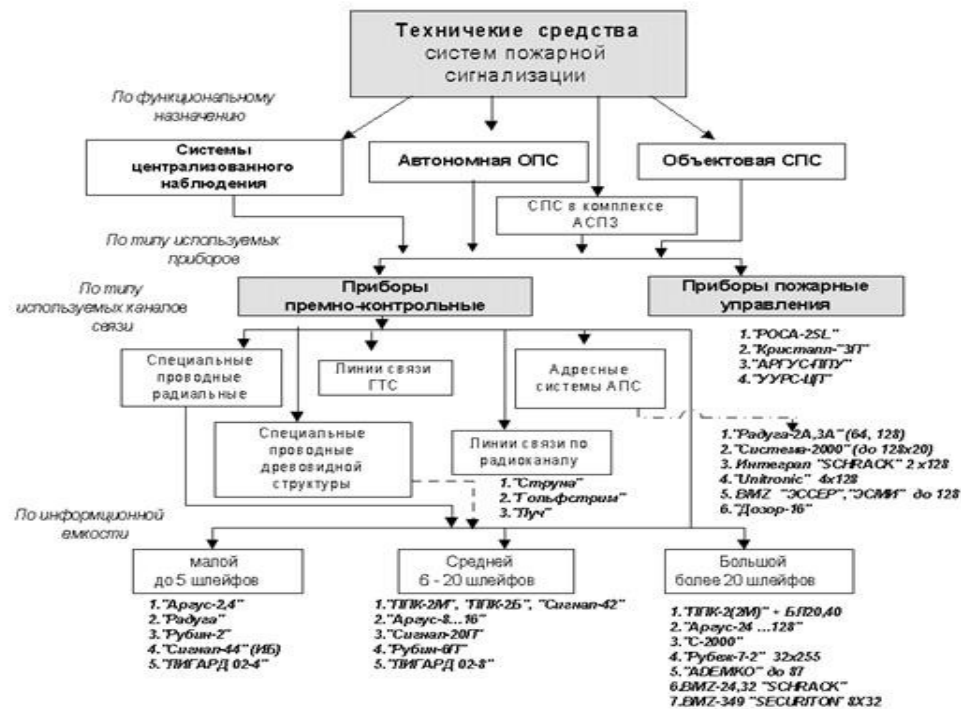 Техничекие средства
систем пожарной
сигнализации
По функциональному
назначению
Системы
централизованного
наблюдения
Автономная ОПС
Объектовая СПС
СПС в комплексе
АСПЗ
По типу используемых
приборов
По типу
используемых каналов
связи
Приборы
премно-контрольные
Приборы пожарные
управления
1."РОСА-2SL"
2."Кристалл-"ЗП"
3."АРГУС-ППУ"
4."УУРС-ЦП"
Специальные
проводные
радиальные
Линии связи
ГТС
Адресные
системы АПС
Специальные
проводные
древовидной
структуры
Линии связи по
радиоканалу
1."Струна"
2."Гольфстрим"
3."Луч"
1."Радуга-2А,3А" (64, 128)
2."Система-2000" (до 128х20)
3. Интеграл "SCHRACK" 2 х128
4."Unitronic" 4х128
5. BMZ "ЭССЕР","ЭСМИ" до 128
6."Дозор-16"
По информционной
емкости
малой
до 5 шлейфов
Средней
6 - 20 шлейфов
Большой
более 20 шлейфов
1."Аргус-2,4"
2."Радуга"
3."Рубин-2"
4."Сигнал-44" (ИБ)
5."ЛИГАРД 02-4"
1."ППК-2М", "ППК-2Б", "Сигнал-42"
2."Аргус-8...16"
3."Сигнал-20П"
4."Рубин-6П"
5."ЛИГАРД 02-8"
1."ППК-2(2М)" + БЛ20,40
2."Аргус-24 ...128"
3."С-2000"
4."Рубеж-7-2" 32х255
5."ADEMKO" до 87
6.BMZ-24,32 "SCHRACK"
7.BMZ-349 "SECURITON" 8X32